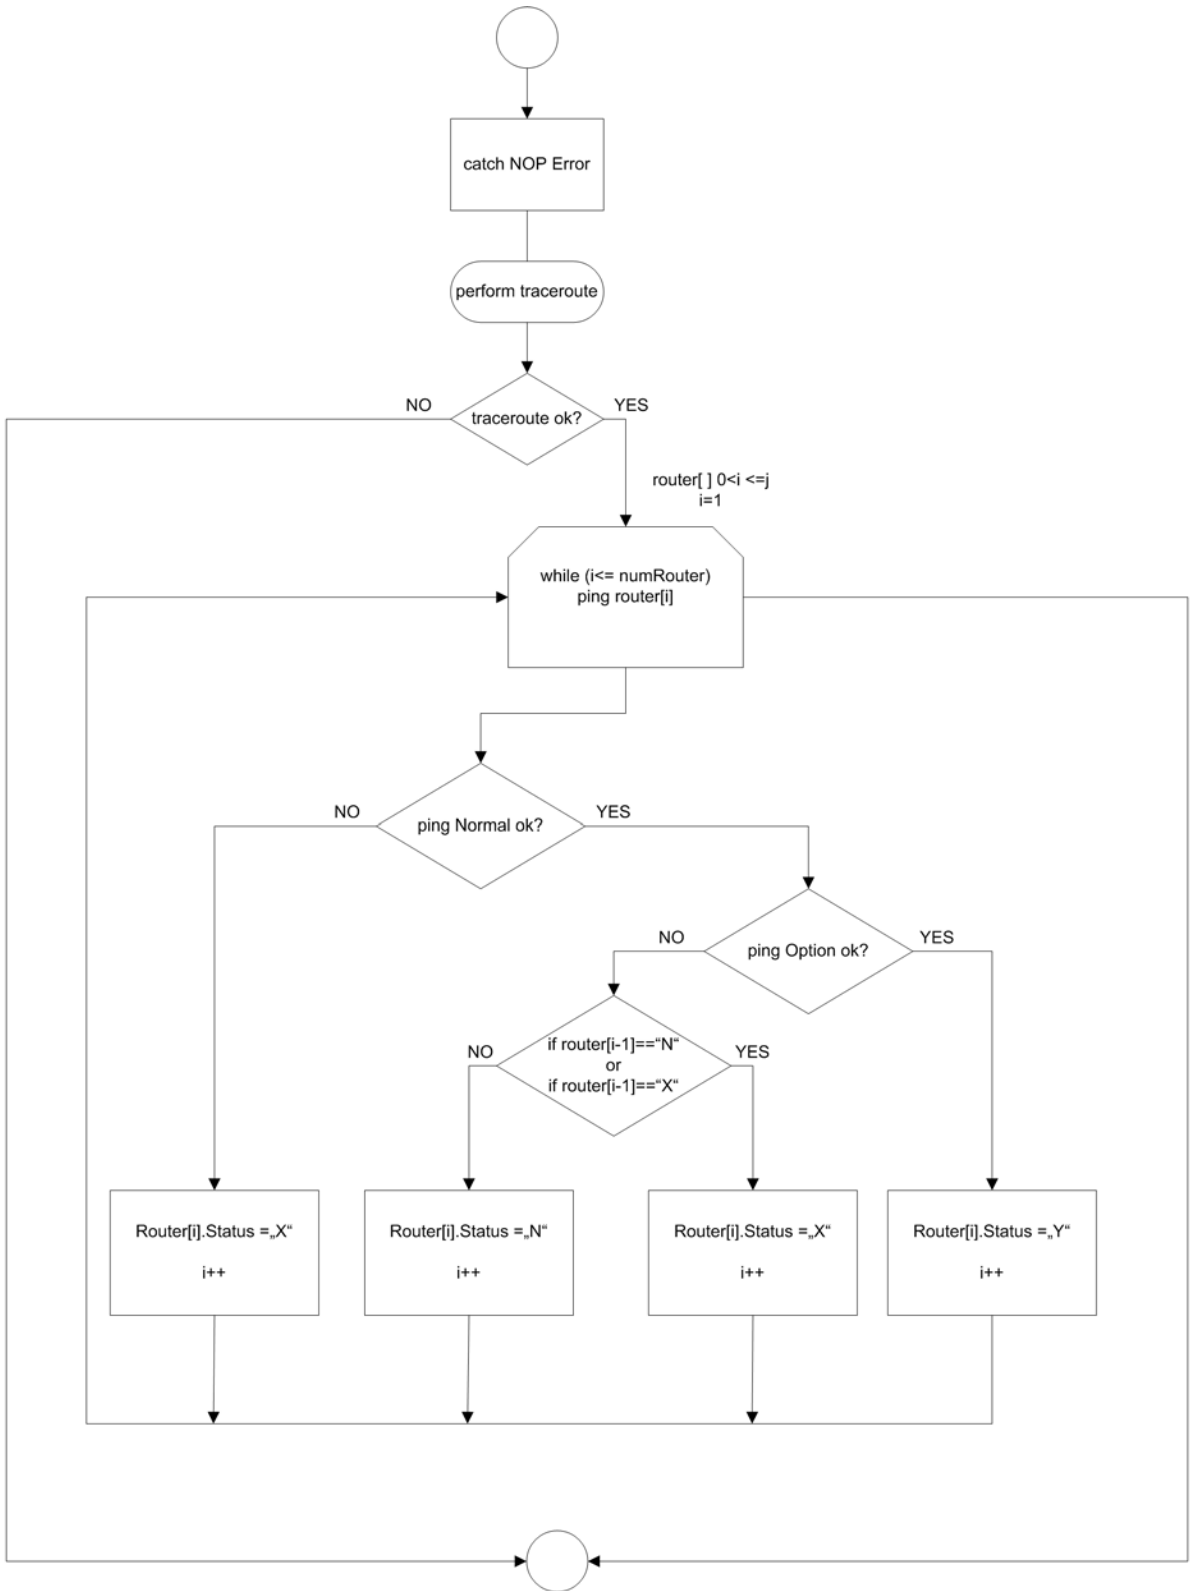 catch NOP Error
perform traceroute
NO
YES
traceroute ok?
router[ ] 0<i <=j
i=1
while (i<= numRouter)
ping router[i]
NO
YES
ping Normal ok?
NO
YES
ping Option ok?
NO
YES
if router[i-1]==“N“
or
if router[i-1]==“X“
Router[i].Status =„X“
i++
Router[i].Status =„N“
i++
Router[i].Status =„X“
i++
Router[i].Status =„Y“
i++